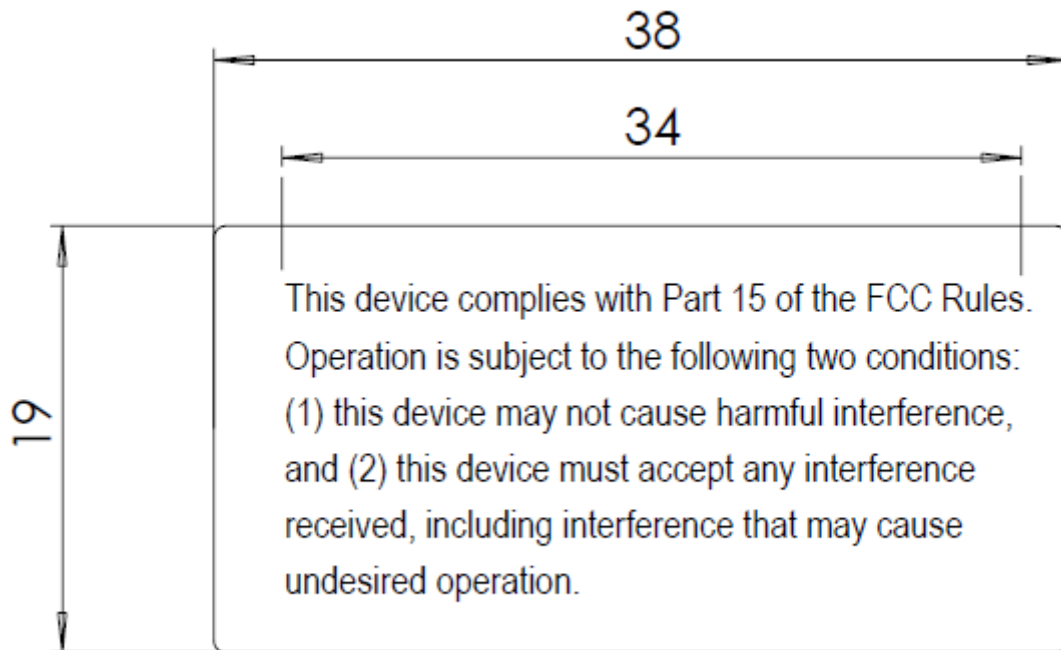 38
34
19
This device complies with Part 15 of the FCC Rules.
Operation is subject to the following two conditions:
(1) this device may not cause harmful interference,
and (2) this device must accept any interference
received, including interference that may cause
undesired operation.